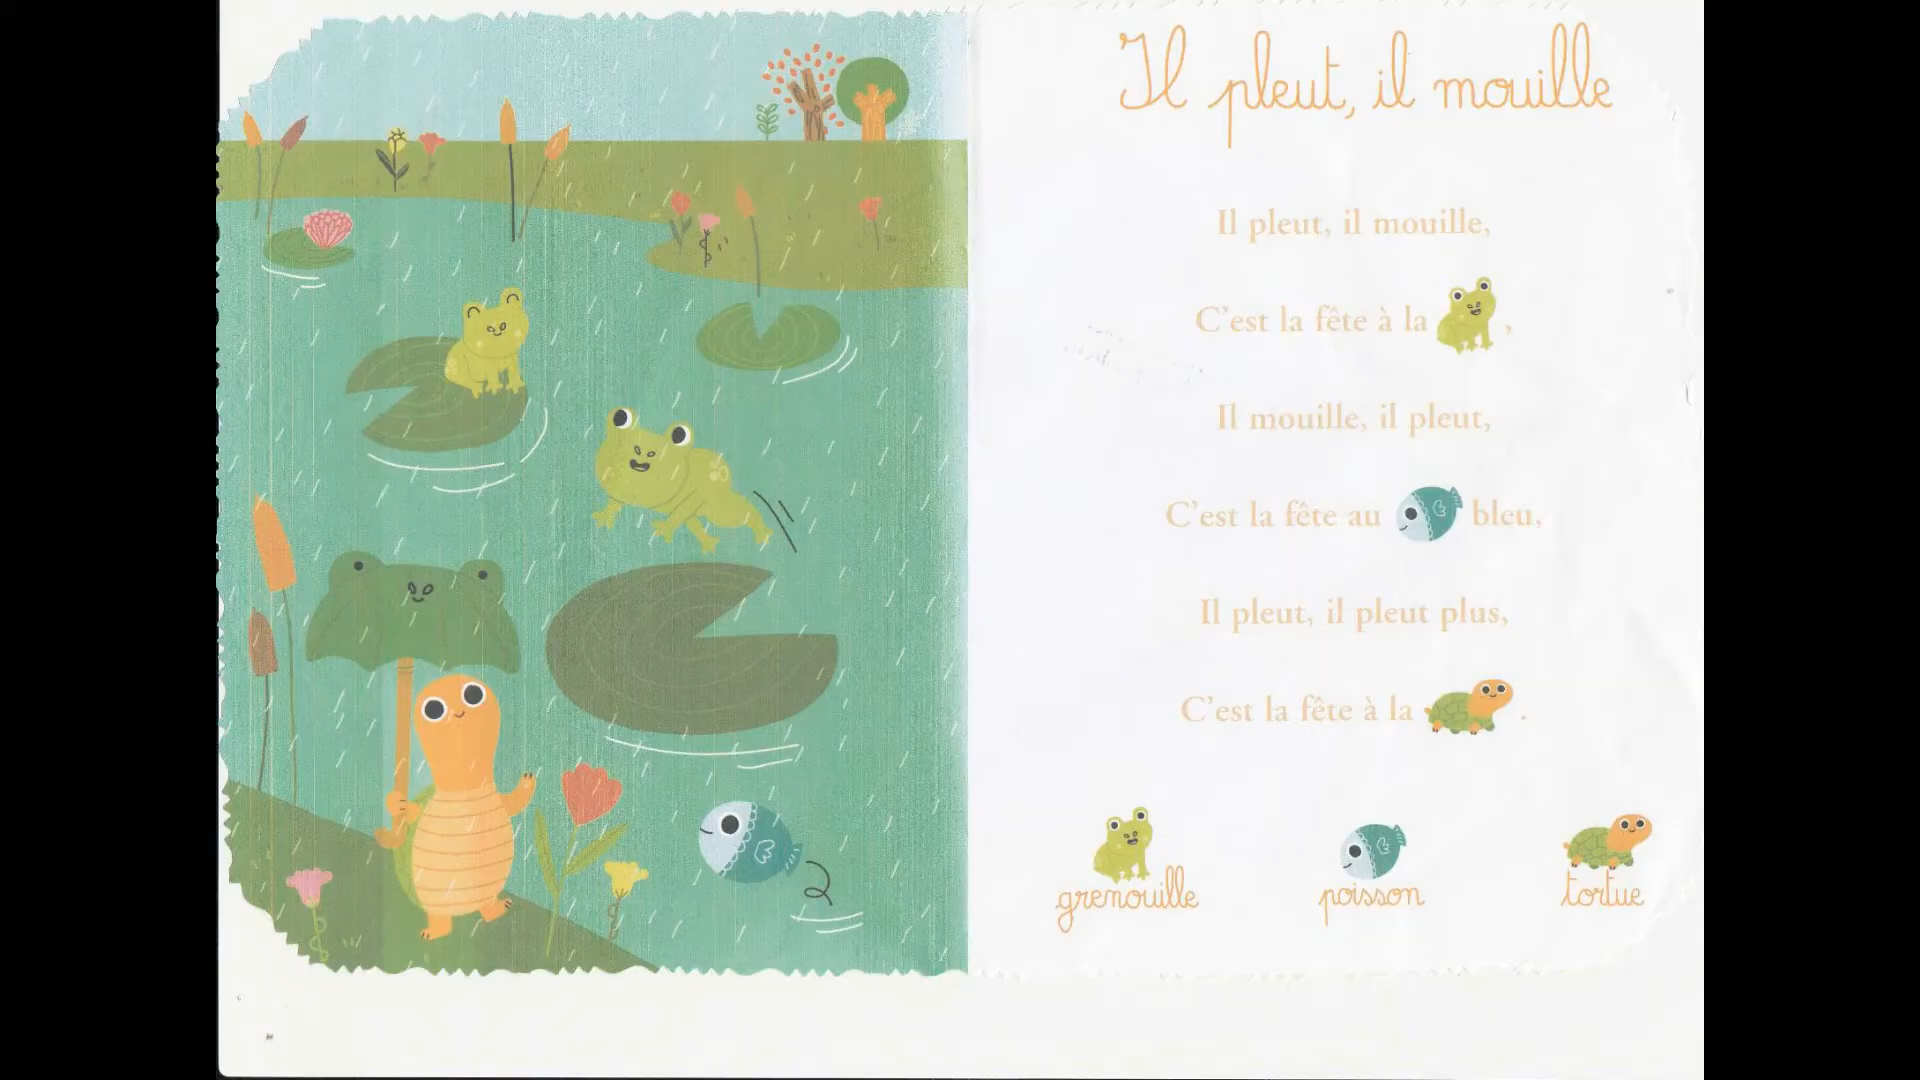 Il pleut, il mouille
Il pleut, il mouille,
C'est la fête à la ,
Il mouille, il pleut,
C'est la fête au bleu,
Il pleut, il pleut plus,
C'est la fête à la .
grenouille
poisson
tortue